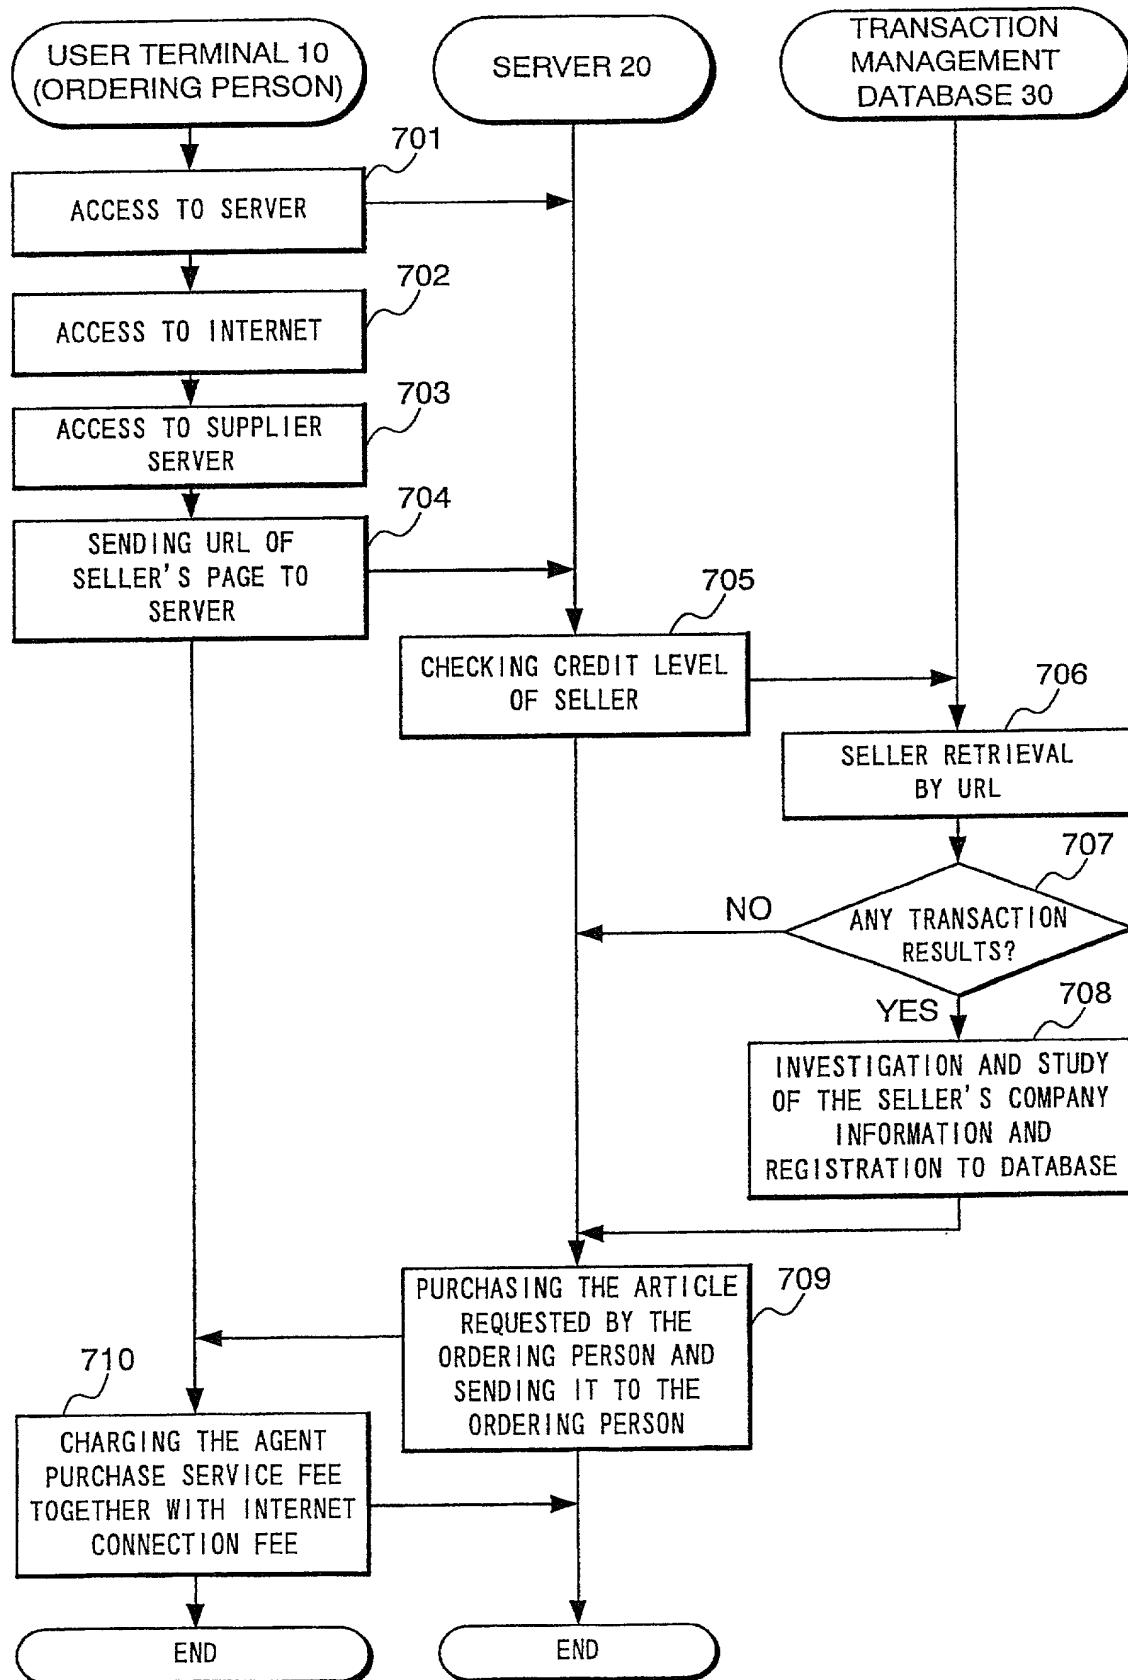 USER TERMINAL 10
(ORDERING PERSON)
SERVER 20
TRANSACTION
MANAGEMENT
DATABASE 30
701
ACCESS TO SERVER
702
ACCESS TO INTERNET
703
ACCESS TO SUPPLIER
SERVER
704
SENDING URL OF
SELLER'S PAGE TO
SERVER
705
CHECKING CREDIT LEVEL
OF SELLER
706
SELLER RETRIEVAL
BY URL
707
ANY TRANSACTION
RESULTS?
NO
YES
708
INVESTIGATION AND STUDY
OF THE SELLER'S COMPANY
INFORMATION AND
REGISTRATION TO DATABASE
709
PURCHASING THE ARTICLE
REQUESTED BY THE
ORDERING PERSON AND
SENDING IT TO THE
ORDERING PERSON
710
CHARGING THE AGENT
PURCHASE SERVICE FEE
TOGETHER WITH INTERNET
CONNECTION FEE
END
END